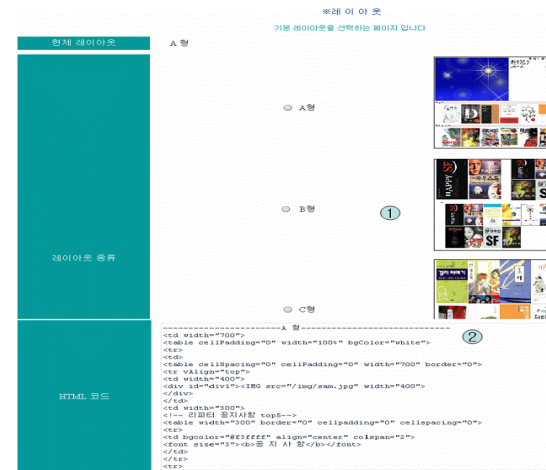 ※레 이 아 웃
기본 레이아웃을 선택하는 페이지 입니다.
현재 레이아웃
A 형
A형
B형
①
레이아웃 종류
C형
HTML 코드
------------------------A 형------------------------------
②
<td width="700">
<table cellPadding="0" width="100%" bgColor="white">
<tr>
<td>
<table cellSpacing="0" cellPadding="0" width="700" border="0">
<tr vAlign="top">
<td width="400">
<div id="div1"><IMG src="/img/sam.jpg" width="400">
</div>
</td>
<td width="300">
<!-- 리피터 공지사항 top5-->
<table width="300" border="0" cellpadding="0" cellspacing="0">
<tr>
<td bgcolor="#f3ffff" align="center" colspan="2">
<font size="3"><b>공 지 사 항</b></font>
</td>
</tr>
<tr>